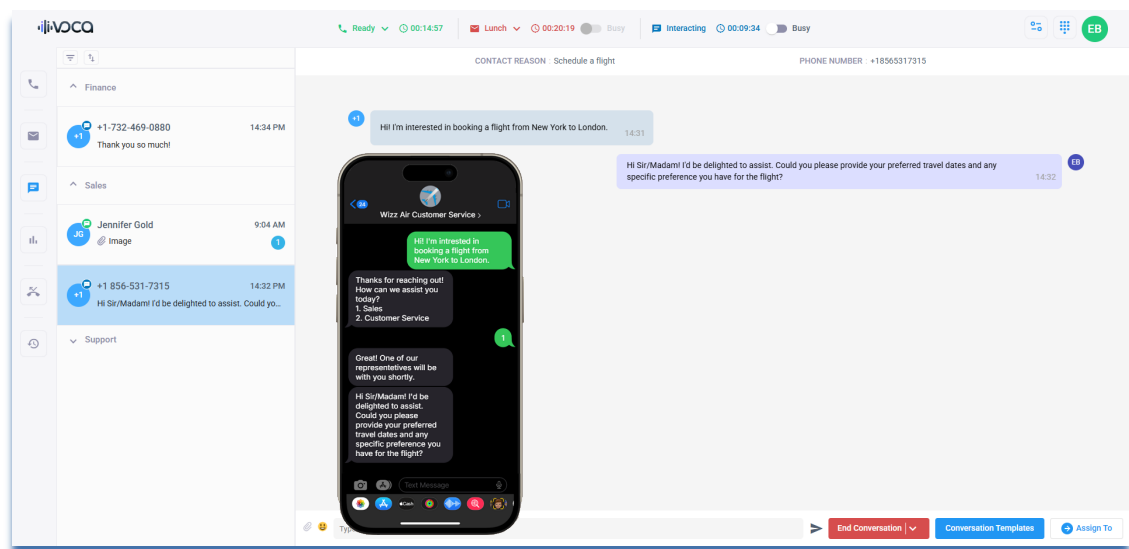 VOCA
Ready 00:14:57
Lunch 00:20:19 Busy
Interacting 00:09:34 Busy
EB
CONTACT REASON : Schedule a flight
PHONE NUMBER : +18565317315
Finance
+1
+1-732-469-0880 14:34 PM
Thank you so much!
Sales
JG
Jennifer Gold 9:04 AM
Image 1
+1
+1 856-531-7315 14:32 PM
Hi Sir/Madam! I'd be delighted to assist. Could yo...
Support
+1
Hi! I'm interested in booking a flight from New York to London. 14:31
Hi Sir/Madam! I'd be delighted to assist. Could you please provide your preferred travel dates and any
specific preference you have for the flight? 14:32
EB
24
Wizz Air Customer Service >
Hi! I'm intrested in
booking a flight from
New York to London.
Thanks for reaching out!
How can we assist you
today?
1. Sales
2. Customer Service
1
Great! One of our
representetives will be
with you shortly.
Hi Sir/Madam! I'd be
delighted to assist.
Could you please
provide your preferred
travel dates and any
specific preference you
have for the flight?
Text Message
Cash
Typ
End Conversation
Conversation Templates
Assign To